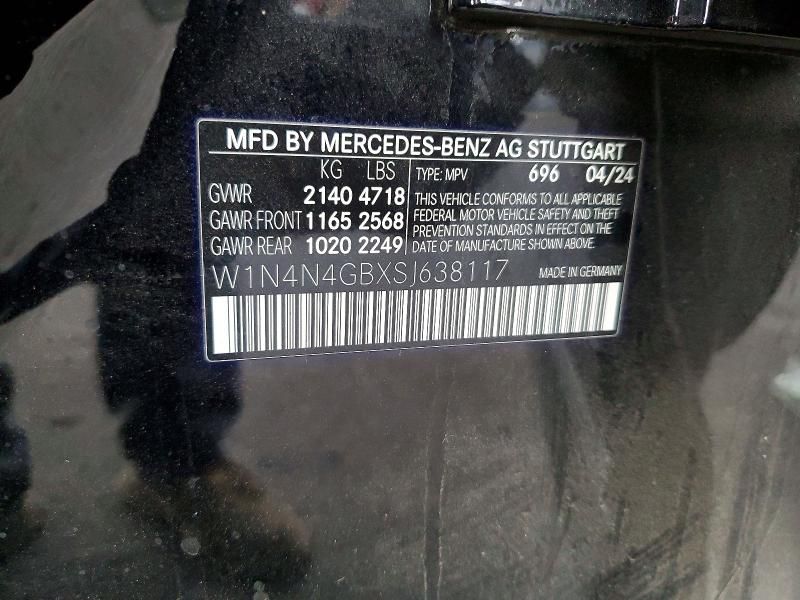 MFD BY MERCEDES-BENZ AG STUTTGART
KG LBS TYPE: MPV 696 04/24
GVWR 2140 4718
GAWR FRONT 1165 2568
GAWR REAR 1020 2249
THIS VEHICLE CONFORMS TO ALL APPLICABLE
FEDERAL MOTOR VEHICLE SAFETY AND THEFT
PREVENTION STANDARDS IN EFFECT ON THE
DATE OF MANUFACTURE SHOWN ABOVE.
W1N4N4GBXSJ638117 MADE IN GERMANY